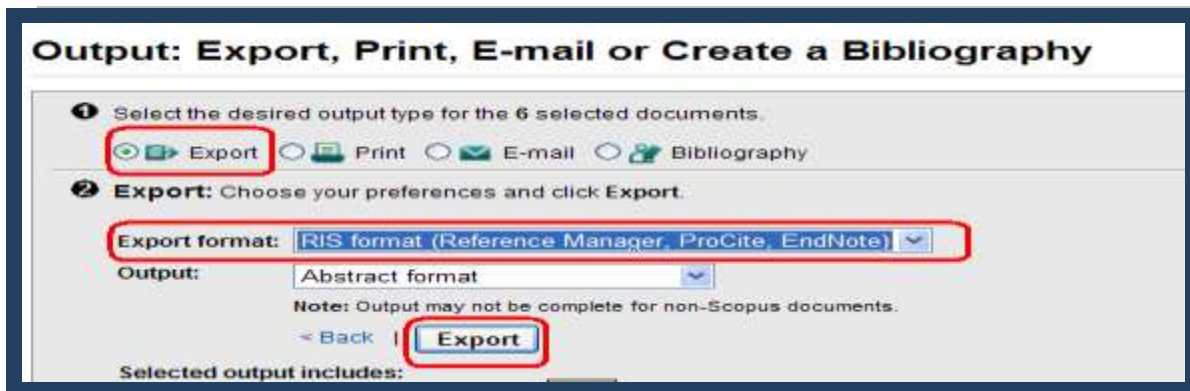 Output: Export, Print, E-mail or Create a Bibliography
1 Select the desired output type for the 6 selected documents.
Export Print E-mail Bibliography
2 Export: Choose your preferences and click Export.
Export format: RIS format (Reference Manager, ProCite, EndNote)
Output: Abstract format
Note: Output may not be complete for non-Scopus documents.
< Back | Export
Selected output includes: